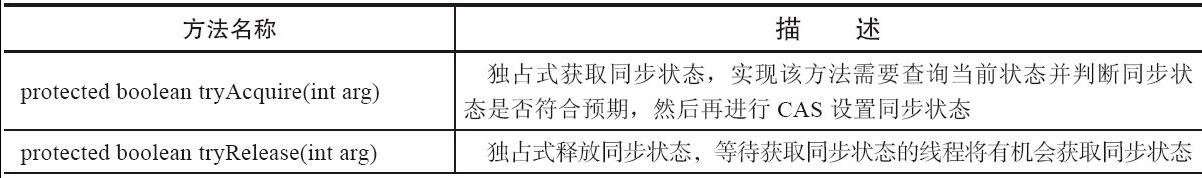 方法名称 描 述
protected boolean tryAcquire(int arg) 独占式获取同步状态，实现该方法需要查询当前状态并判断同步状
态是否符合预期，然后再进行 CAS 设置同步状态
protected boolean tryRelease(int arg) 独占式释放同步状态，等待获取同步状态的线程将有机会获取同步状态